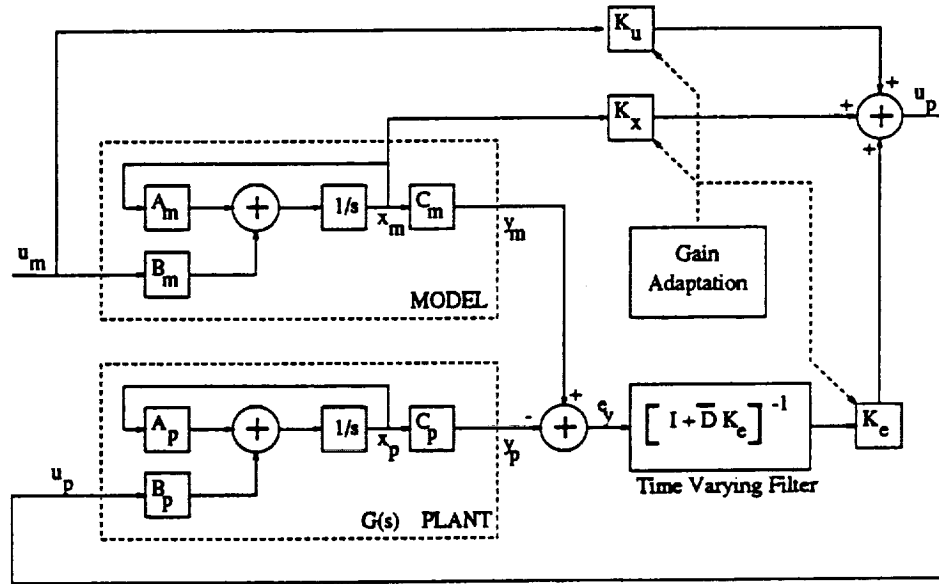 K_u
+
u_p
K_x
+
+
+
A_m
+
1/s
C_m
x_m
y_m
u_m
B_m
MODEL
Gain
Adaptation
A_p
+
1/s
C_p
x_p
y_p
-
+
+
e_y
[ I + D̅ K_e ]^-1
K_e
Time Varying Filter
u_p
B_p
G(s) PLANT